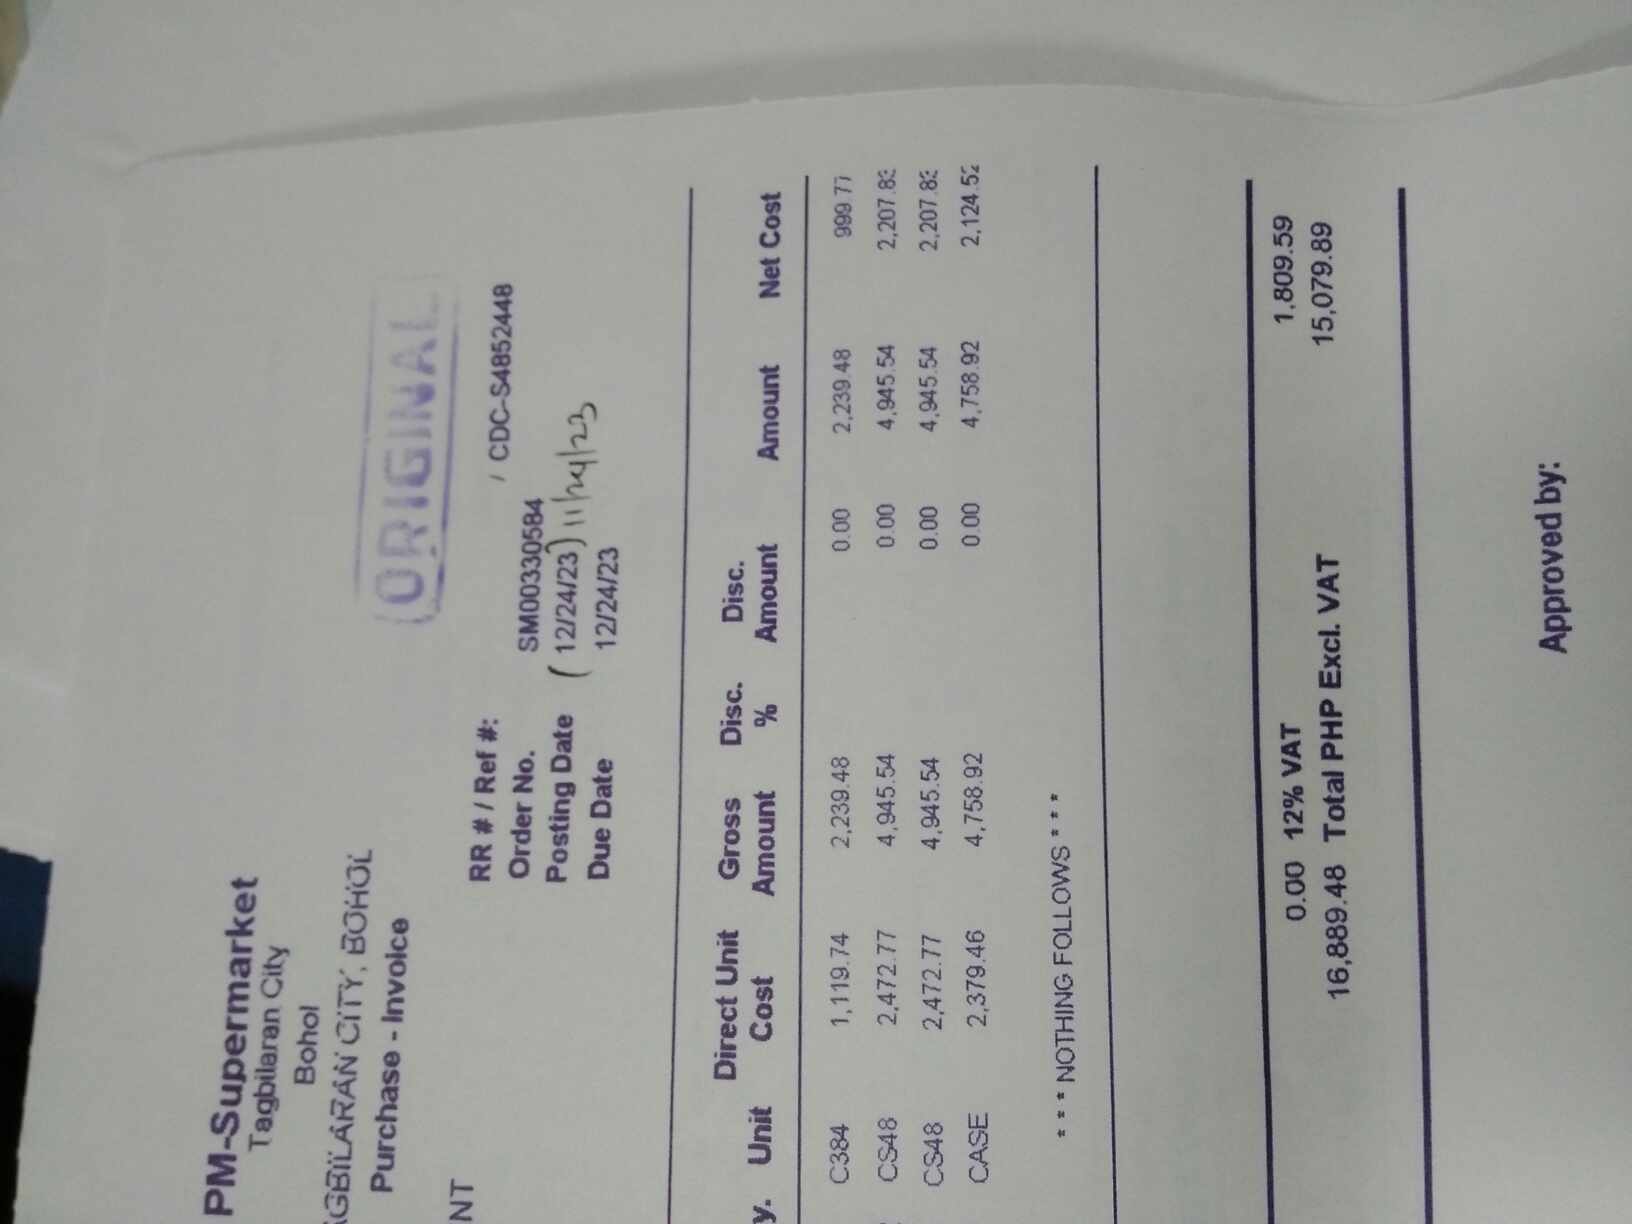 ORIGINAL
PM-Supermarket
Tagbilaran City
Bohol
GBILARAN CITY, BOHOL
Purchase - Invoice
NT
RR # / Ref #: / CDC-S4852448
Order No. SM00330584
Posting Date (12/24/23) 11/24/23
Due Date 12/24/23
y. Unit Direct Unit Cost Gross Amount Disc. % Disc. Amount Amount Net Cost
C384 1,119.74 2,239.48 0.00 2,239.48 999.77
CS48 2,472.77 4,945.54 0.00 4,945.54 2,207.83
CS48 2,472.77 4,945.54 0.00 4,945.54 2,207.83
CASE 2,379.46 4,758.92 0.00 4,758.92 2,124.52
* * * NOTHING FOLLOWS * * *
0.00 12% VAT 1,809.59
16,889.48 Total PHP Excl. VAT 15,079.89
Approved by: